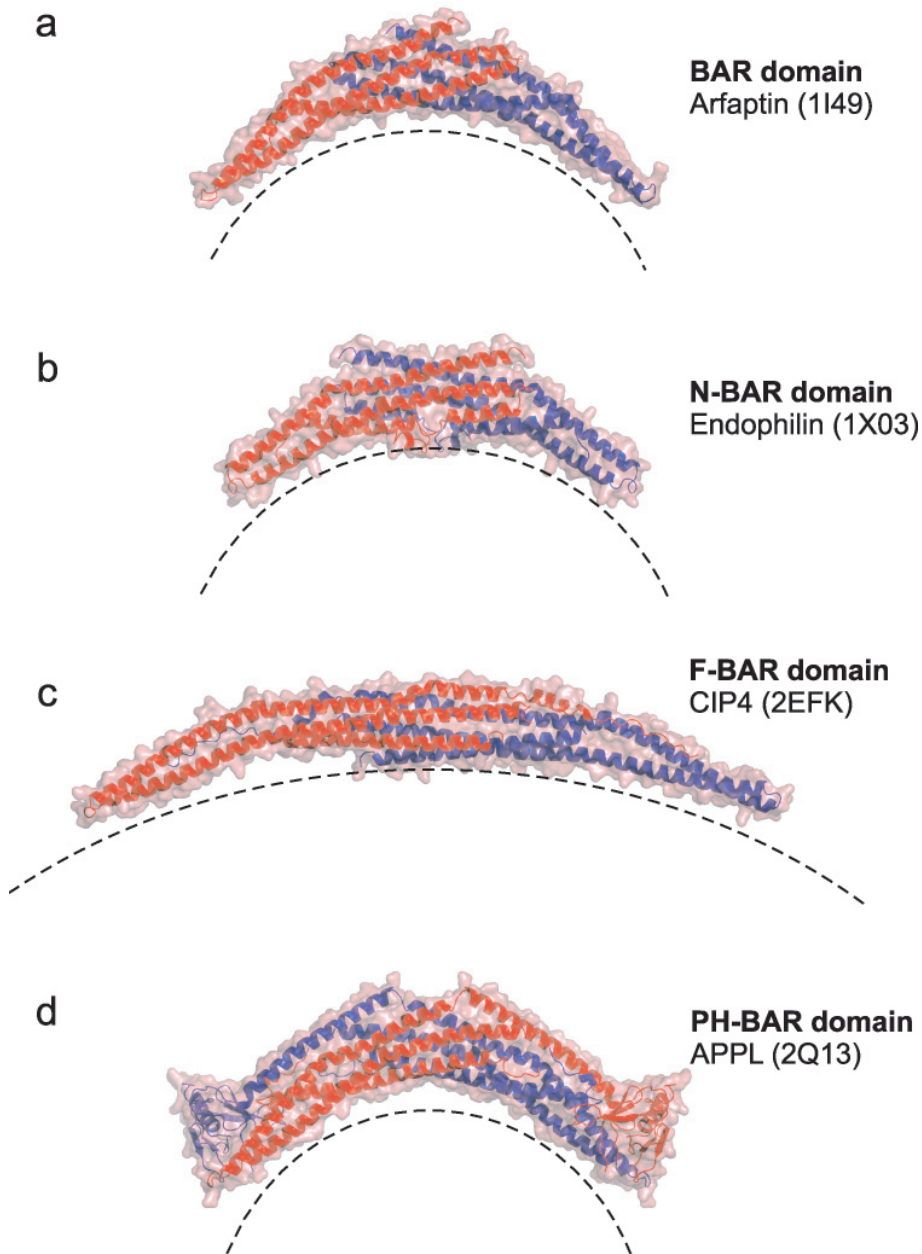 a
BAR domain
Arfaptin (1I49)
b
N-BAR domain
Endophilin (1X03)
c
F-BAR domain
CIP4 (2EFK)
d
PH-BAR domain
APPL (2Q13)